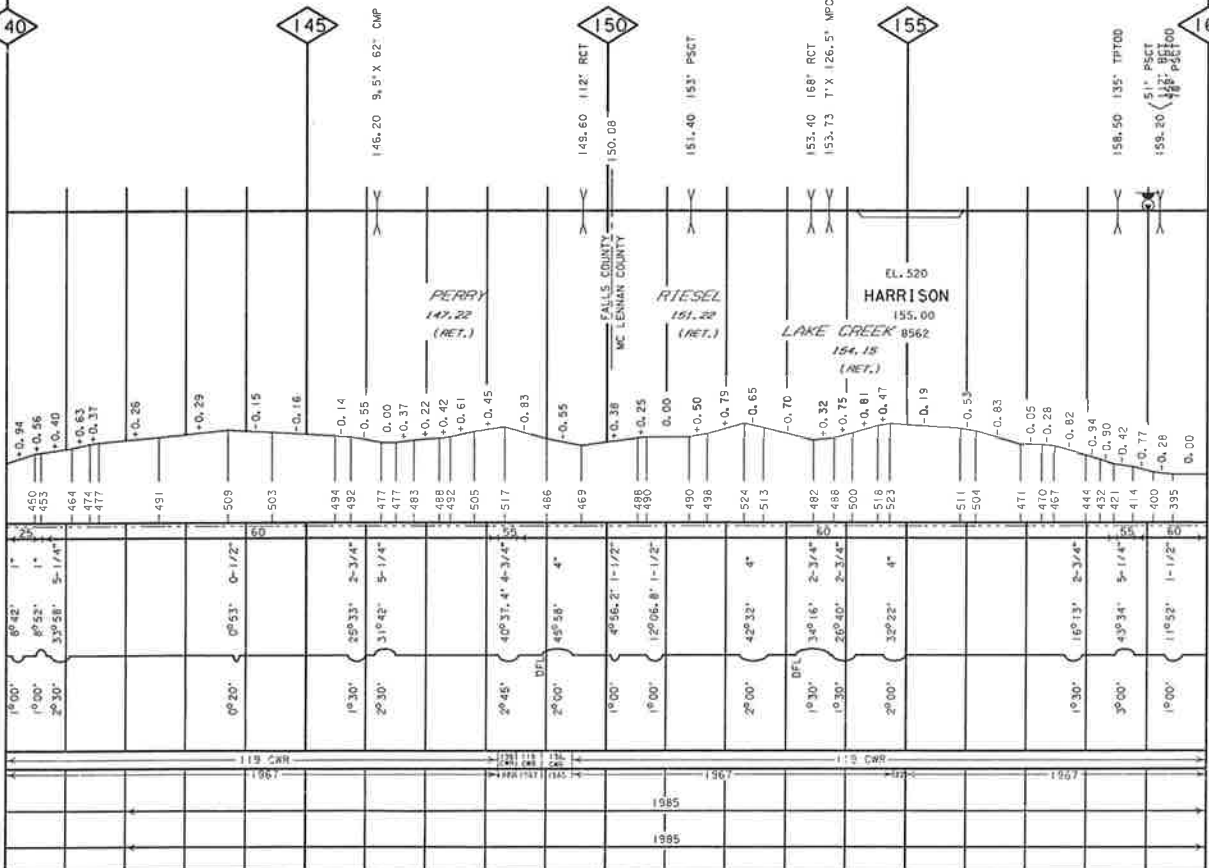 40
145
150
155
146.20 9.5' X 62' CMP
149.60 112' RCT
150.08
151.40 153' PSCT
153.40 168' RCT
153.73 7' X 126.5' MPC
158.50 135' TPTOD
51' PSCT
159.20
FALLS COUNTY
MC LENNAN COUNTY
PERRY
147.22
(RET.)
RIESEL
151.22
(RET.)
EL. 520
HARRISON
155.00
8562
LAKE CREEK
154.15
(RET.)
+0.94 +0.56 +0.40 +0.63 +0.37 +0.26 +0.29 -0.15 -0.16 -0.14 -0.55 0.00 +0.37 +0.22 +0.42 +0.61 +0.45 -0.83 -0.55 +0.38 +0.25 0.00 +0.50 +0.79 -0.65 -0.70 +0.32 +0.75 +0.81 +0.47 -0.19 -0.53 -0.83 -0.05 -0.28 -0.82 -0.94 -0.90 -0.42 -0.77 -0.28 0.00
450 453 464 474 477 491 509 503 494 492 477 477 483 488 492 505 517 486 469 488 490 490 498 524 513 482 488 500 518 523 511 504 471 470 467 444 432 421 414 400 395
25 60 55 60 55 60
1" 1" 5-1/4" 0-1/2" 2-3/4" 5-1/4" 4-3/4" 4" 1-1/2" 1-1/2" 4" 2-3/4" 2-3/4" 4" 2-3/4" 5-1/4" 1-1/2"
8°42' 8°52' 33°58' 0°53' 25°33' 31°42' 40°37.4' 45°58' 4°56.2' 12°06.8' 42°32' 34°16' 26°40' 32°22' 16°13' 43°34' 11°52'
DFL DFL
1°00' 1°00' 2°30' 0°20' 1°30' 2°30' 2°45' 2°00' 1°00' 1°00' 2°00' 1°30' 1°30' 2°00' 1°30' 3°00' 1°00'
119 CWR 119 CWR
1967 1967 1967
1985
1985